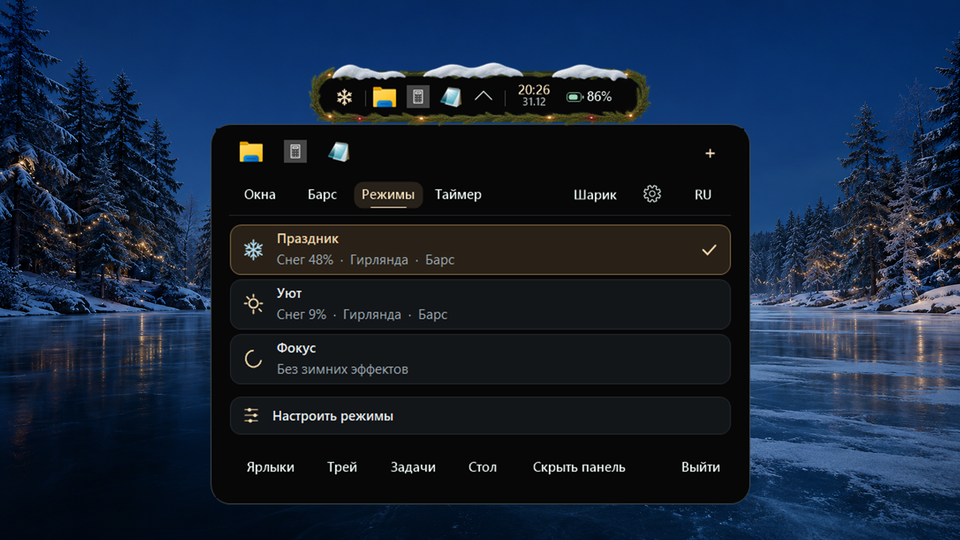 20:26
31.12
86%
+
Окна Барс Режимы Таймер Шарик RU
Праздник
Снег 48% · Гирлянда · Барс
Уют
Снег 9% · Гирлянда · Барс
Фокус
Без зимних эффектов
Настроить режимы
Ярлыки Трей Задачи Стол Скрыть панель Выйти